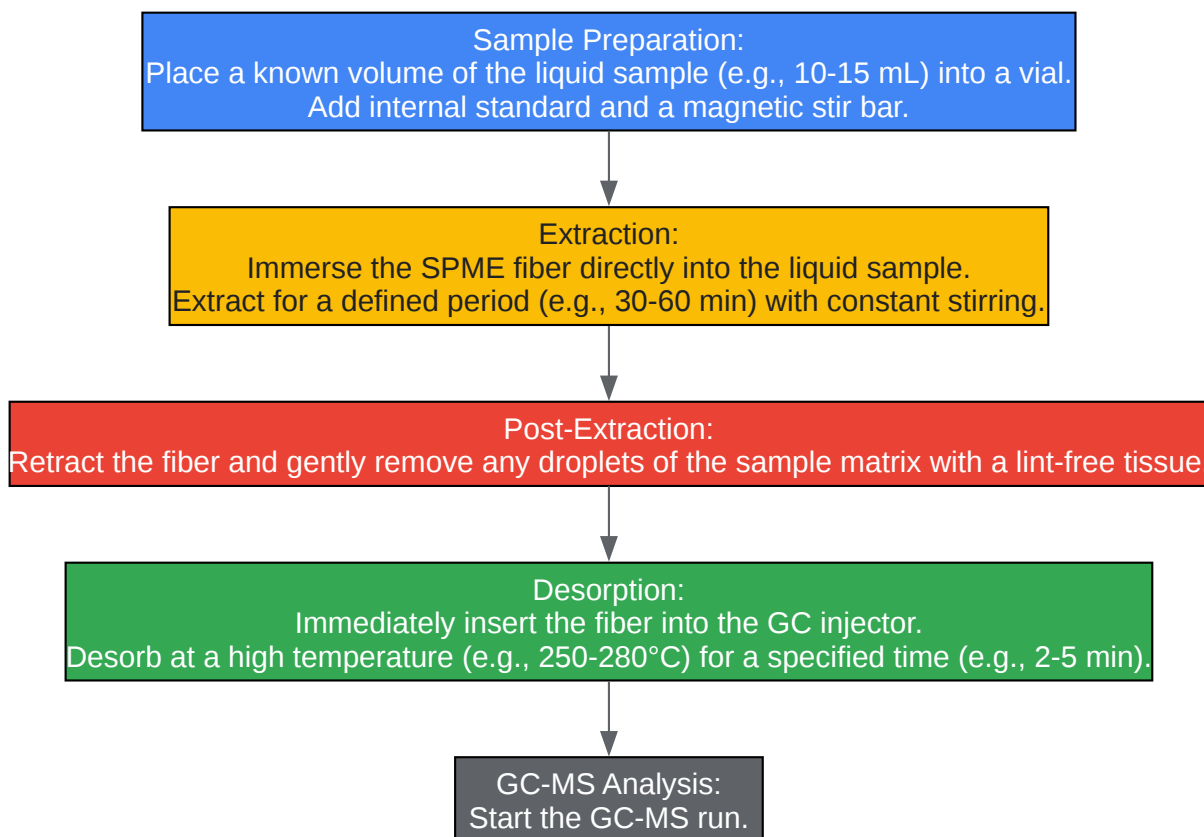 Sample Preparation:
Place a known volume of the liquid sample (e.g., 10-15 mL) into a vial.
Add internal standard and a magnetic stir bar.
Extraction:
Immerse the SPME fiber directly into the liquid sample.
Extract for a defined period (e.g., 30-60 min) with constant stirring.
Post-Extraction:
Retract the fiber and gently remove any droplets of the sample matrix with a lint-free tissue
Desorption:
Immediately insert the fiber into the GC injector.
Desorb at a high temperature (e.g., 250-280°C) for a specified time (e.g., 2-5 min).
GC-MS Analysis:
Start the GC-MS run.